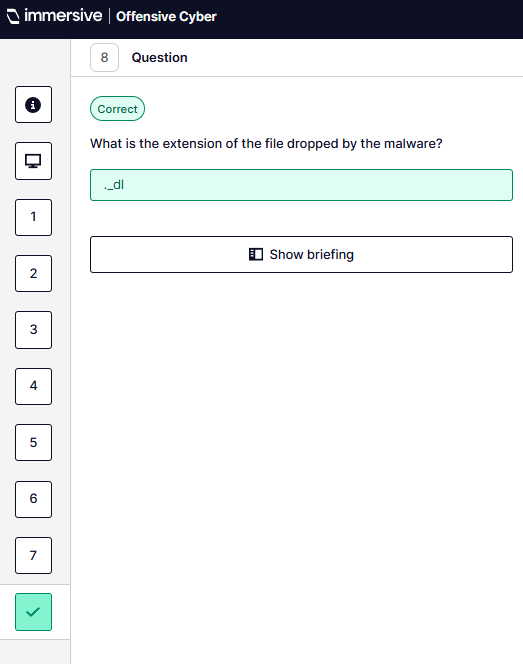 immersive | Offensive Cyber
8 Question
Correct
What is the extension of the file dropped by the malware?
._dl
Show briefing
1
2
3
4
5
6
7